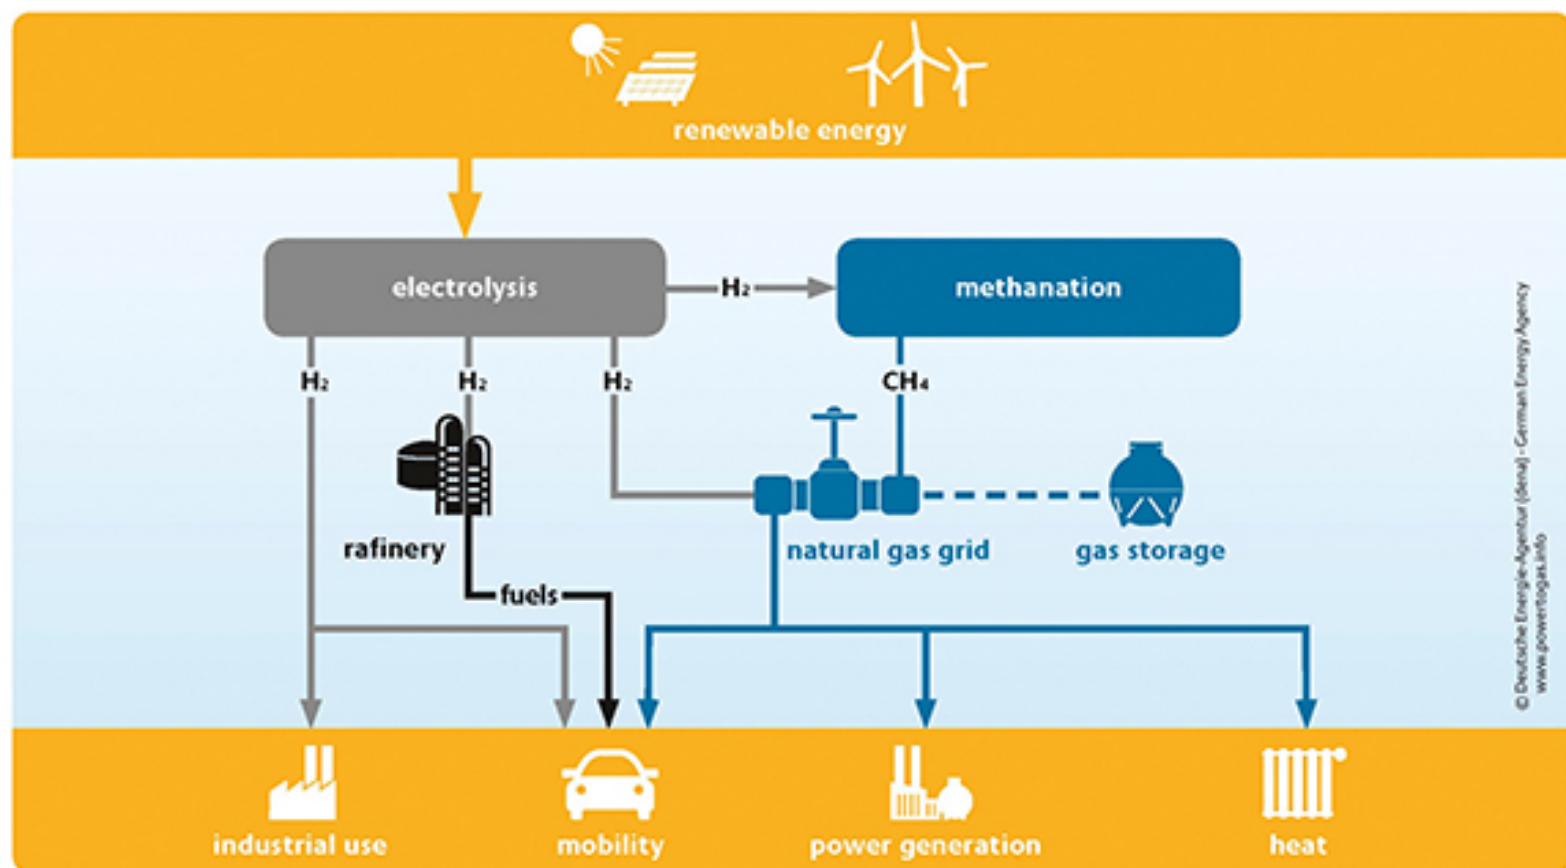 renewable energy
electrolysis
H₂
methanation
H₂
H₂
H₂
CH₄
rafinery
natural gas grid
gas storage
fuels
industrial use
mobility
power generation
heat
© Deutsche Energie-Agentur (dena) - German Energy Agency
www.powertogas.info